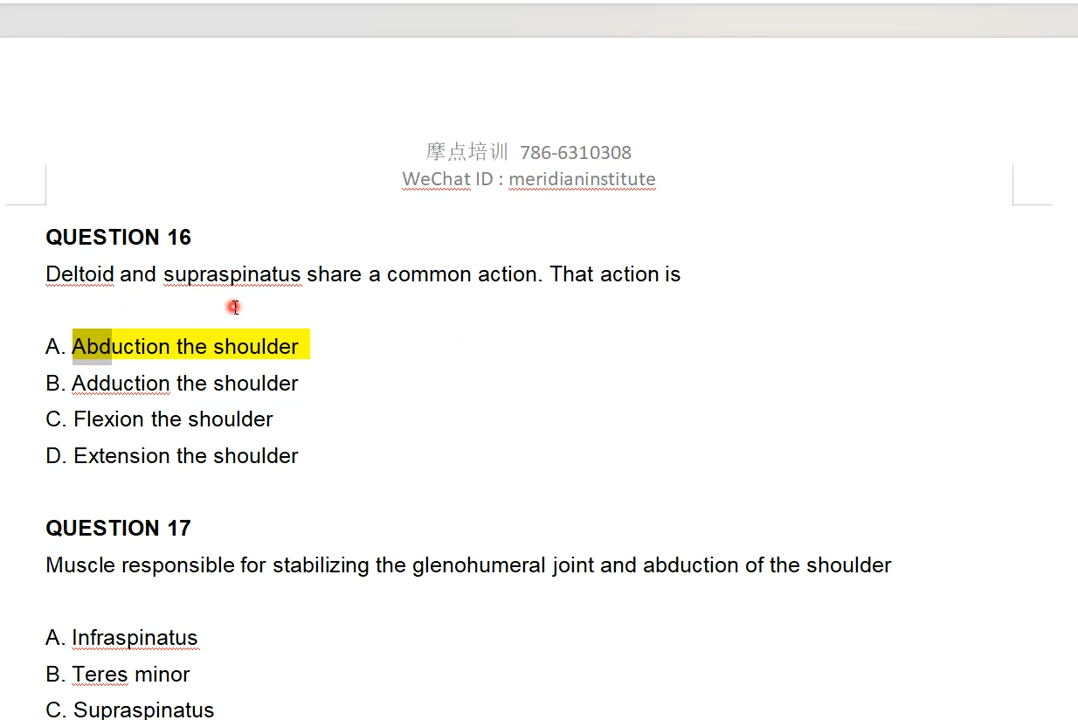 摩点培训 786-6310308
WeChat ID : meridianinstitute
QUESTION 16
Deltoid and supraspinatus share a common action. That action is
A. Abduction the shoulder
B. Adduction the shoulder
C. Flexion the shoulder
D. Extension the shoulder
QUESTION 17
Muscle responsible for stabilizing the glenohumeral joint and abduction of the shoulder
A. Infraspinatus
B. Teres minor
C. Supraspinatus